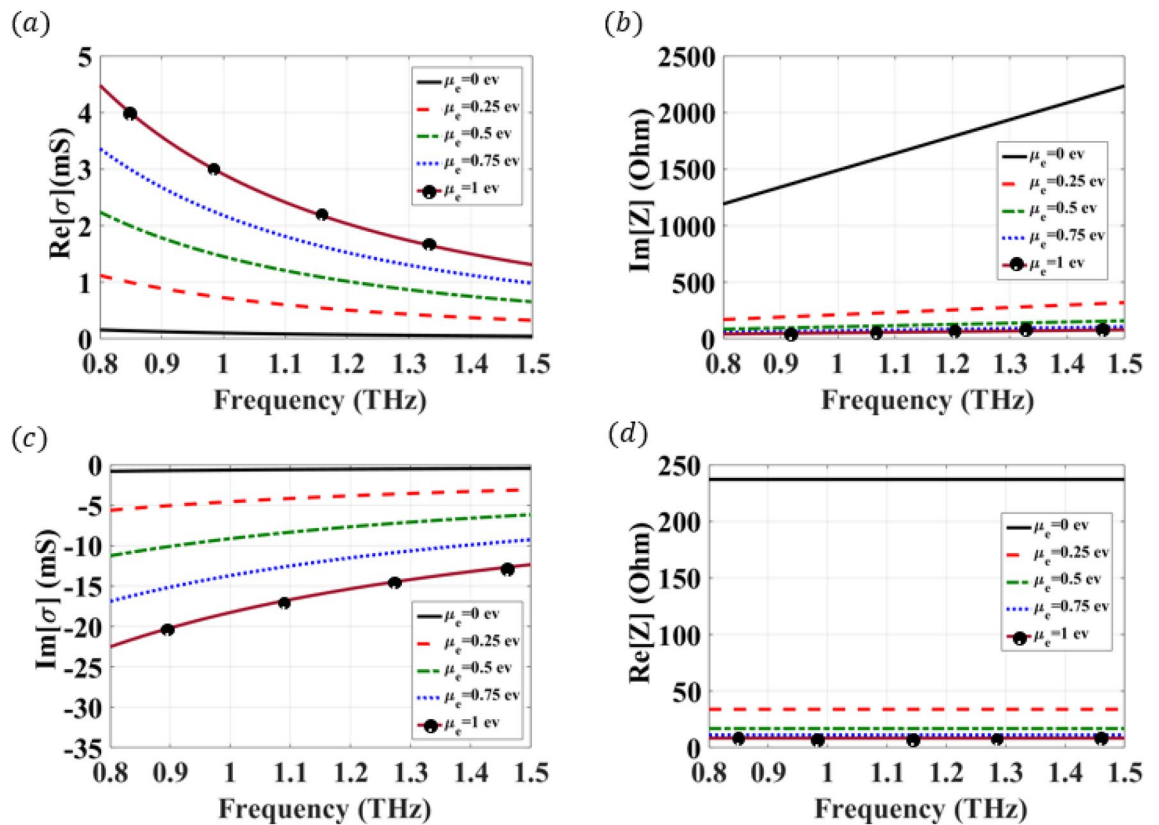 (a)
5
4
3
2
1
0
Re[σ](mS)
0.8 0.9 1 1.1 1.2 1.3 1.4 1.5
Frequency (THz)
μe=0 ev
μe=0.25 ev
μe=0.5 ev
μe=0.75 ev
μe=1 ev
(b)
2500
2000
1500
1000
500
0
Im[Z] (Ohm)
0.8 0.9 1 1.1 1.2 1.3 1.4 1.5
Frequency (THz)
μe=0 ev
μe=0.25 ev
μe=0.5 ev
μe=0.75 ev
μe=1 ev
(c)
0
-5
-10
-15
-20
-25
-30
-35
Im[σ] (mS)
0.8 0.9 1 1.1 1.2 1.3 1.4 1.5
Frequency (THz)
μe=0 ev
μe=0.25 ev
μe=0.5 ev
μe=0.75 ev
μe=1 ev
(d)
250
200
150
100
50
0
Re[Z] (Ohm)
0.8 0.9 1 1.1 1.2 1.3 1.4 1.5
Frequency (THz)
μe=0 ev
μe=0.25 ev
μe=0.5 ev
μe=0.75 ev
μe=1 ev